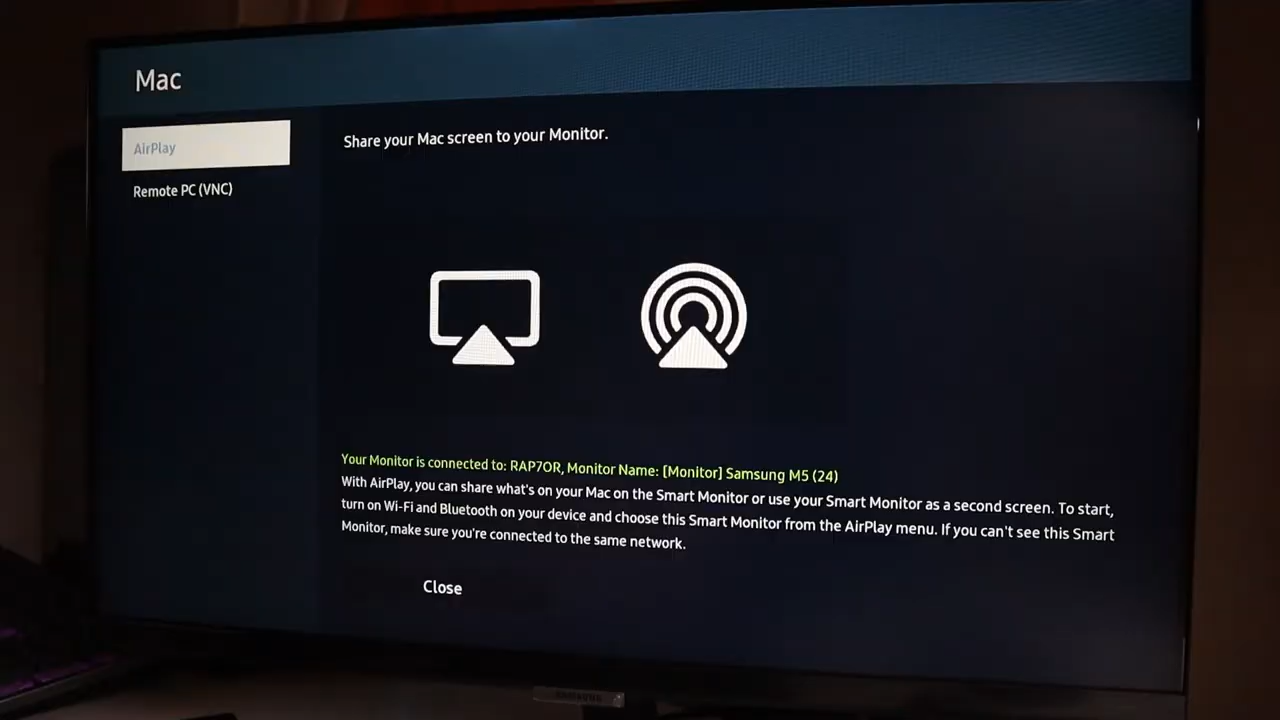 Mac
AirPlay
Remote PC (VNC)
Share your Mac screen to your Monitor.
Your Monitor is connected to: RAP7OR, Monitor Name: [Monitor] Samsung M5 (24)
With AirPlay, you can share what's on your Mac on the Smart Monitor or use your Smart Monitor as a second screen. To start,
turn on Wi-Fi and Bluetooth on your device and choose this Smart Monitor from the AirPlay menu. If you can't see this Smart
Monitor, make sure you're connected to the same network.
Close
SAMSUNG